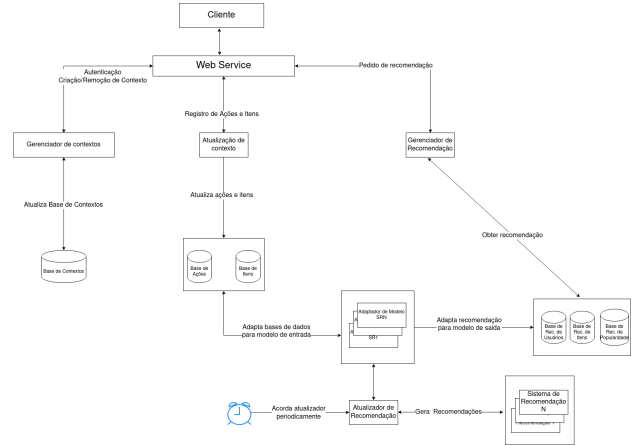 Cliente
Web Service
Autenticação
Criação/Remoção de Contexto
Pedido de recomendação
Registro de Ações e Itens
Gerenciador de contextos
Atualização de
contexto
Gerenciador de
Recomendação
Atualiza Base de Contextos
Atualiza ações e itens
Obter recomendação
Base de Contextos
Base de
Ações
Base de
Itens
Adapta bases de dados
para modelo de entrada
Adaptador de Modelo
SRN
A
A
SR1
Adapta recomendação
para modelo de saida
Base de
Rec. de
Usuários
Base de
Rec. de
Itens
Base de
Rec. de
Popularidade
Acorda atualizador
periodicamente
Atualizador de
Recomendação
Gera Recomendações
Sistema de
Recomendação
N